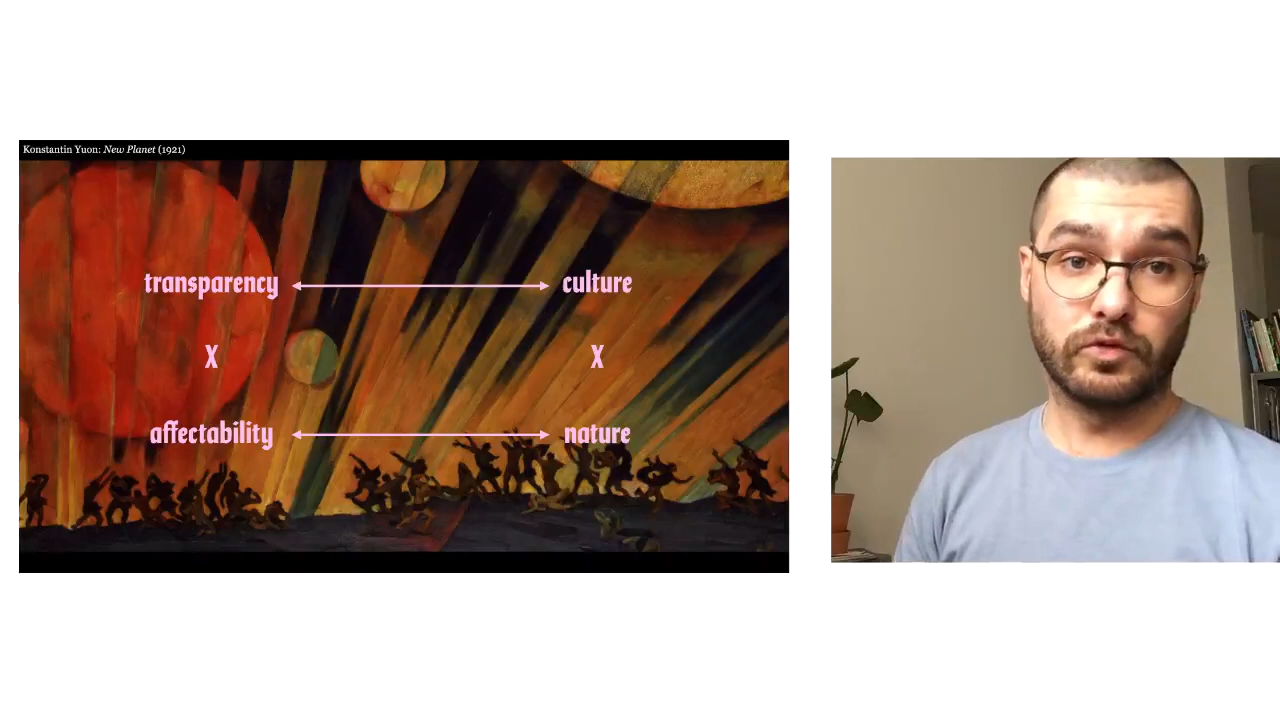 Konstantin Yuon: New Planet (1921)
transparency culture
X X
affectability nature